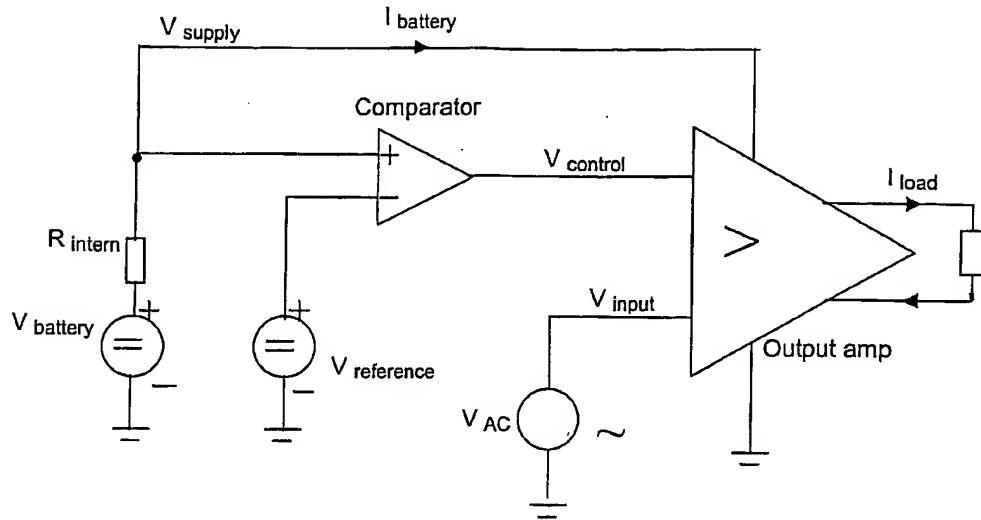 V supply
I battery
Comparator
+
−
V control
I load
R intern
>
V input
+
V battery
=
−
+
=
−
V reference
Output amp
V AC
~